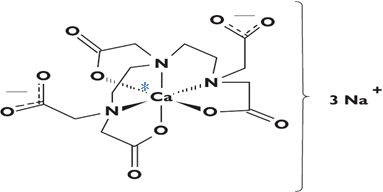 O − O
O
N
O O N
− * Ca 3 Na⁺
O N O
O O
O